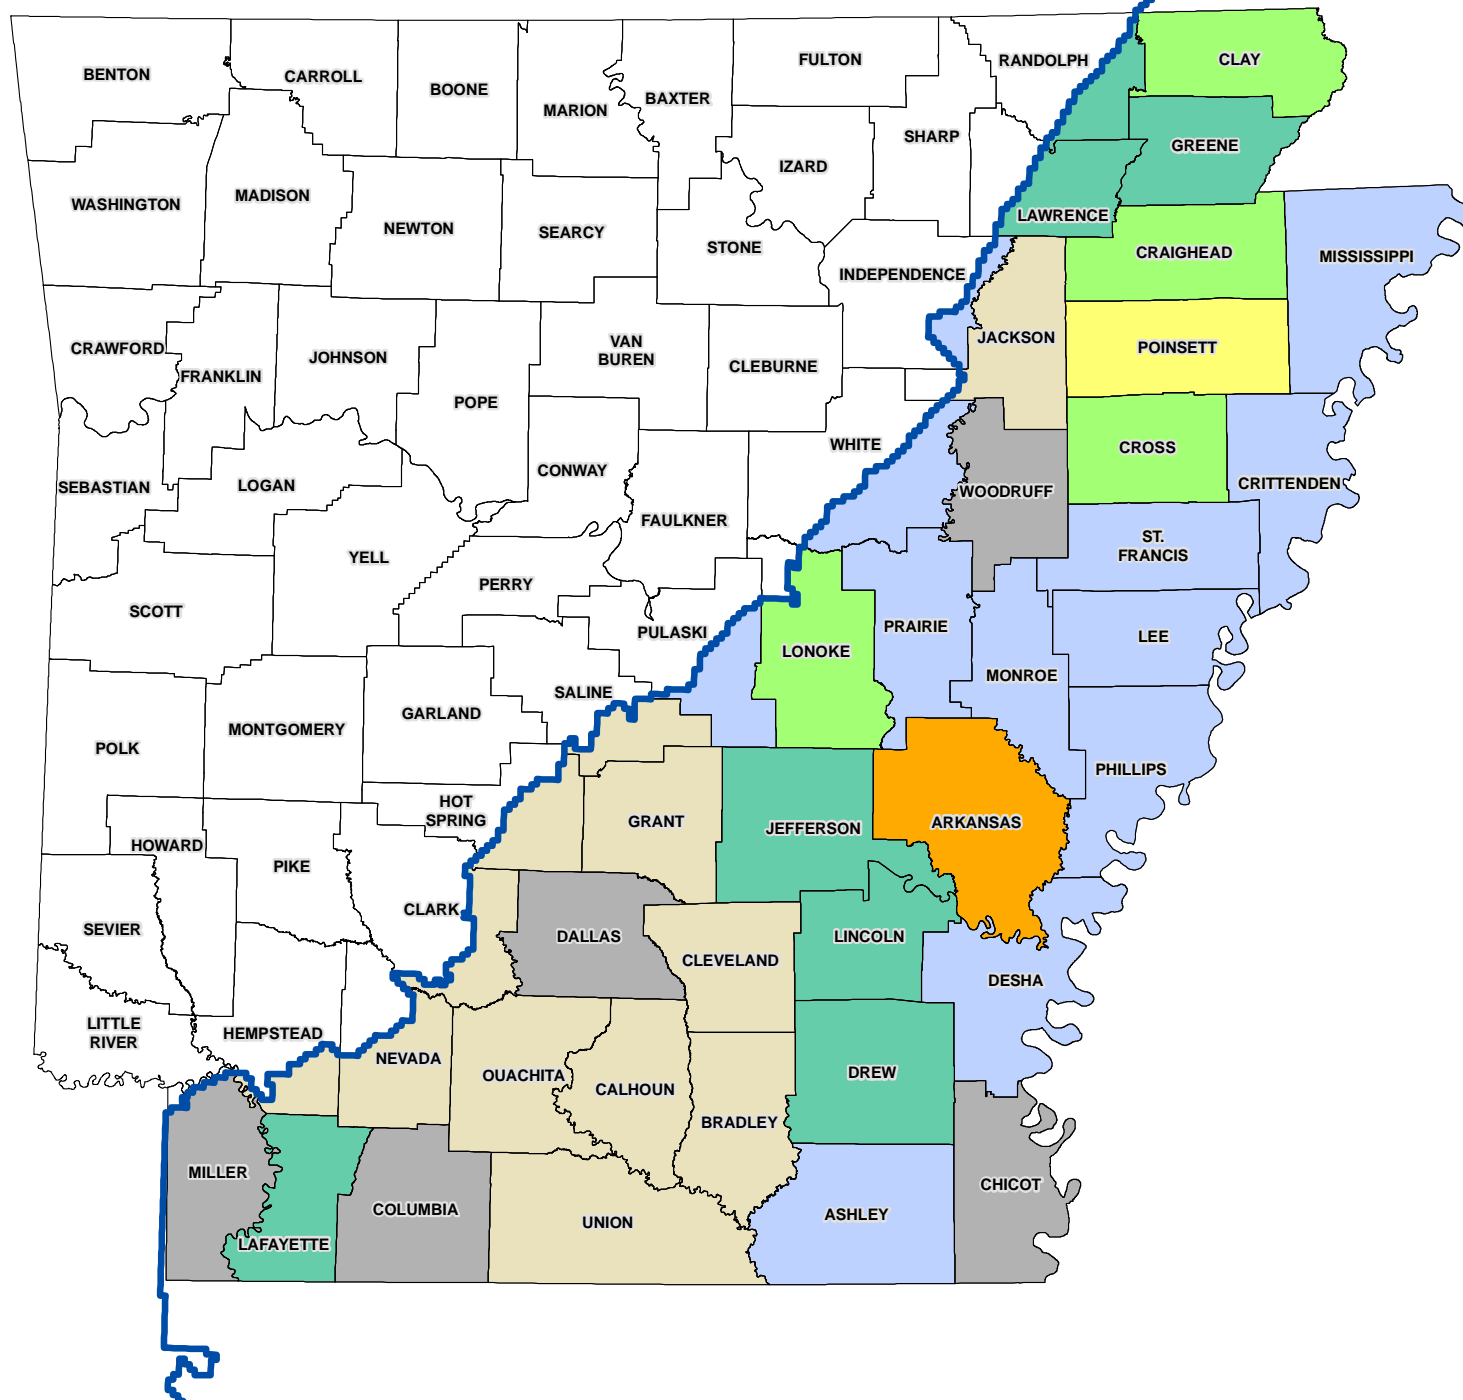 BENTON
CARROLL
BOONE
MARION
BAXTER
FULTON
RANDOLPH
CLAY
SHARP
GREENE
IZARD
WASHINGTON
MADISON
NEWTON
SEARCY
STONE
LAWRENCE
CRAIGHEAD
MISSISSIPPI
INDEPENDENCE
CRAWFORD
FRANKLIN
JOHNSON
VAN
BUREN
CLEBURNE
JACKSON
POINSETT
POPE
WHITE
CROSS
SEBASTIAN
LOGAN
CONWAY
FAULKNER
WOODRUFF
CRITTENDEN
YELL
ST.
FRANCIS
PERRY
SCOTT
PULASKI
PRAIRIE
LEE
LONOKE
MONROE
SALINE
GARLAND
MONTGOMERY
POLK
PHILLIPS
HOT
SPRING
GRANT
JEFFERSON
ARKANSAS
HOWARD
PIKE
CLARK
SEVIER
DALLAS
LINCOLN
CLEVELAND
DESHA
LITTLE
RIVER
HEMPSTEAD
NEVADA
OUACHITA
CALHOUN
DREW
BRADLEY
MILLER
CHICOT
COLUMBIA
UNION
ASHLEY
LAFAYETTE